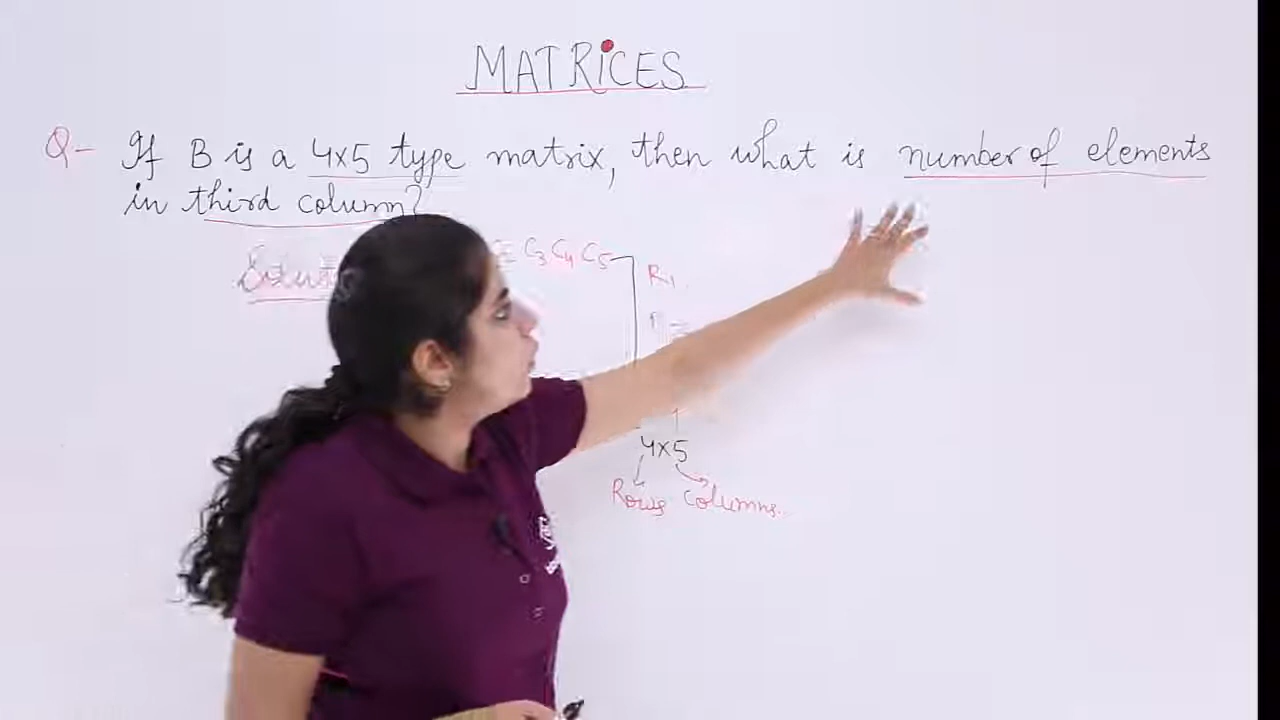 MATRiCES
Q- If B is a 4x5 type matrix, then what is number of elements
in third column?
C3 C4 C5
R1
4x5
Rows Columns..